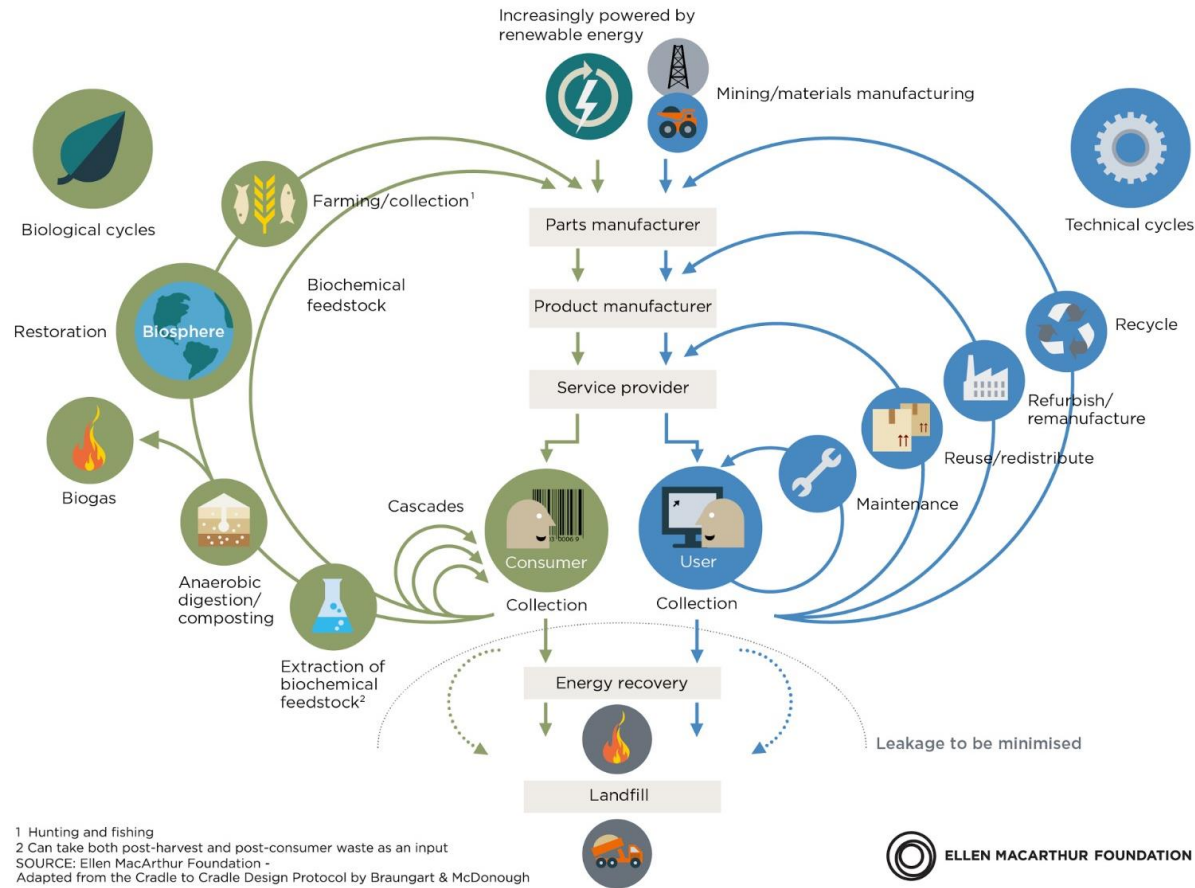 Increasingly powered by
renewable energy
Mining/materials manufacturing
Biological cycles
Farming/collection¹
Technical cycles
Parts manufacturer
Biochemical
feedstock
Product manufacturer
Restoration
Biosphere
Recycle
Service provider
Refurbish/
remanufacture
Reuse/redistribute
Biogas
Cascades
Maintenance
3 0006 9
Consumer
User
Anaerobic
digestion/
composting
Collection
Collection
Extraction of
biochemical
feedstock²
Energy recovery
Leakage to be minimised
Landfill
1 Hunting and fishing
2 Can take both post-harvest and post-consumer waste as an input
SOURCE: Ellen MacArthur Foundation -
Adapted from the Cradle to Cradle Design Protocol by Braungart & McDonough
ELLEN MACARTHUR FOUNDATION